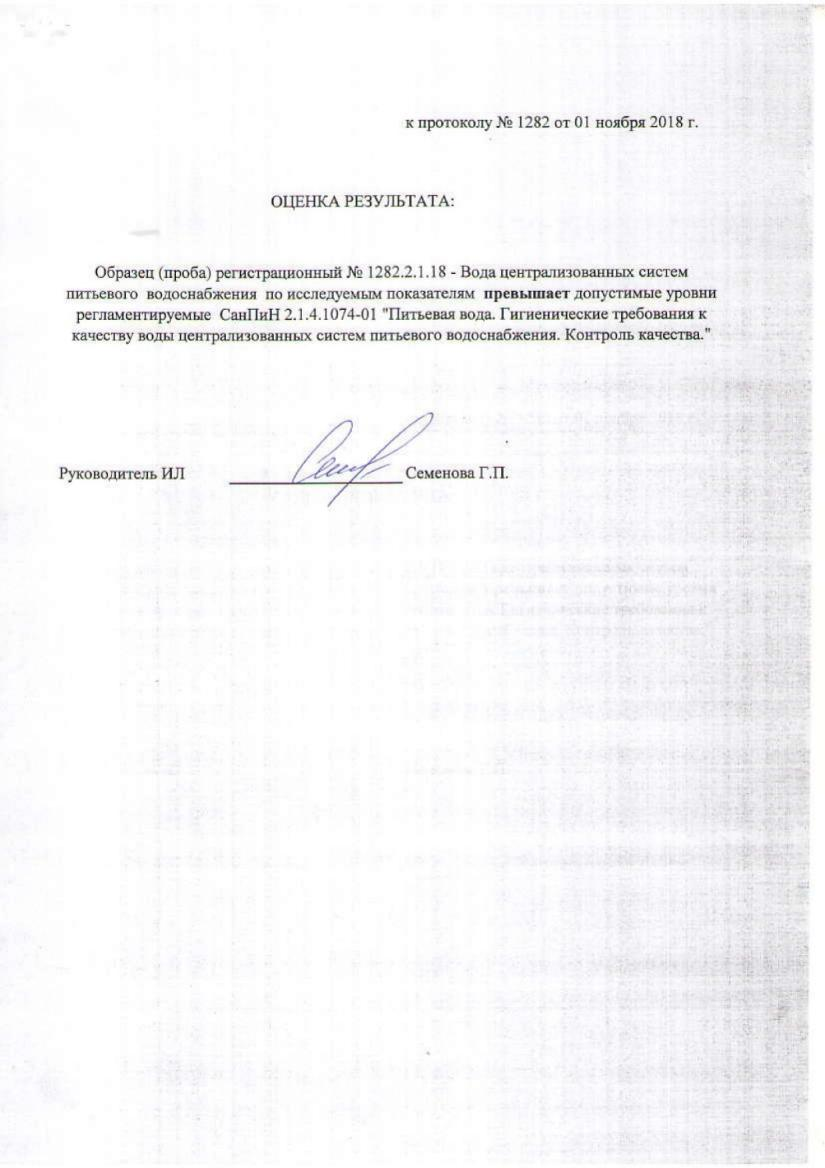 к протоколу № 1282 от 01 ноября 2018 г.
ОЦЕНКА РЕЗУЛЬТАТА:
Образец (проба) регистрационный № 1282.2.1.18 - Вода централизованных систем
питьевого водоснабжения по исследуемым показателям превышает допустимые уровни
регламентируемые СанПиН 2.1.4.1074-01 "Питьевая вода. Гигиенические требования к
качеству воды централизованных систем питьевого водоснабжения. Контроль качества."
Руководитель ИЛ Семенова Г.П.